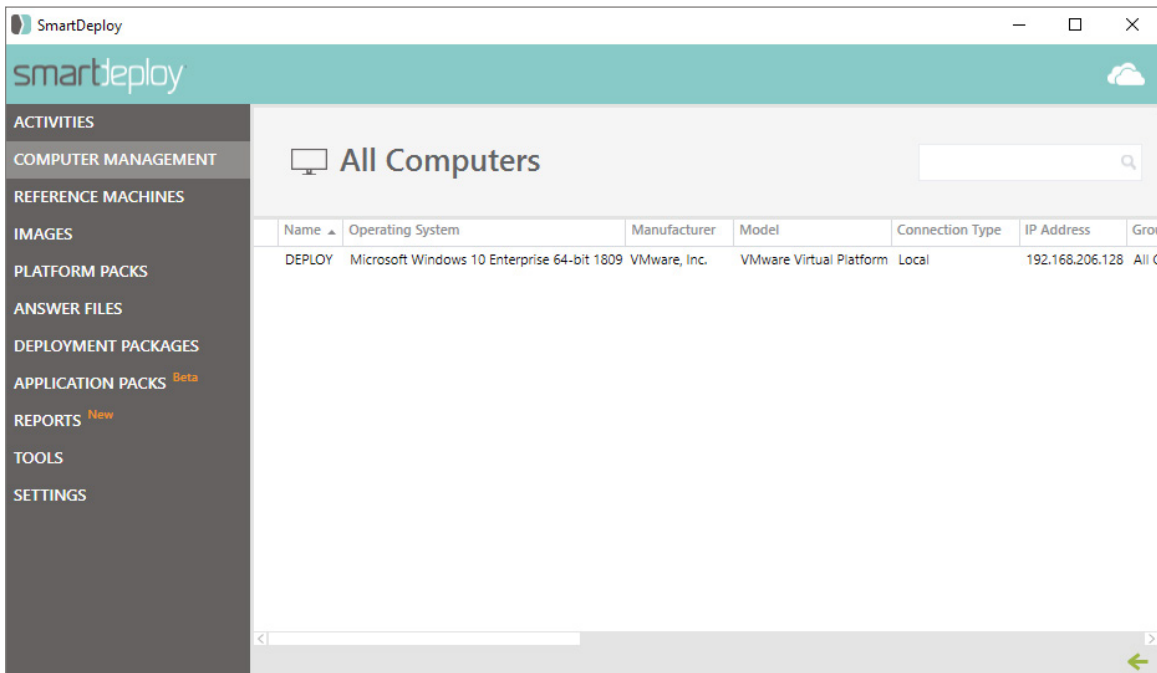 SmartDeploy
smartdeploy
ACTIVITIES
COMPUTER MANAGEMENT
REFERENCE MACHINES
IMAGES
PLATFORM PACKS
ANSWER FILES
DEPLOYMENT PACKAGES
APPLICATION PACKS Beta
REPORTS New
TOOLS
SETTINGS
All Computers
Name Operating System Manufacturer Model Connection Type IP Address Grou
DEPLOY Microsoft Windows 10 Enterprise 64-bit 1809 VMware, Inc. VMware Virtual Platform Local 192.168.206.128 All